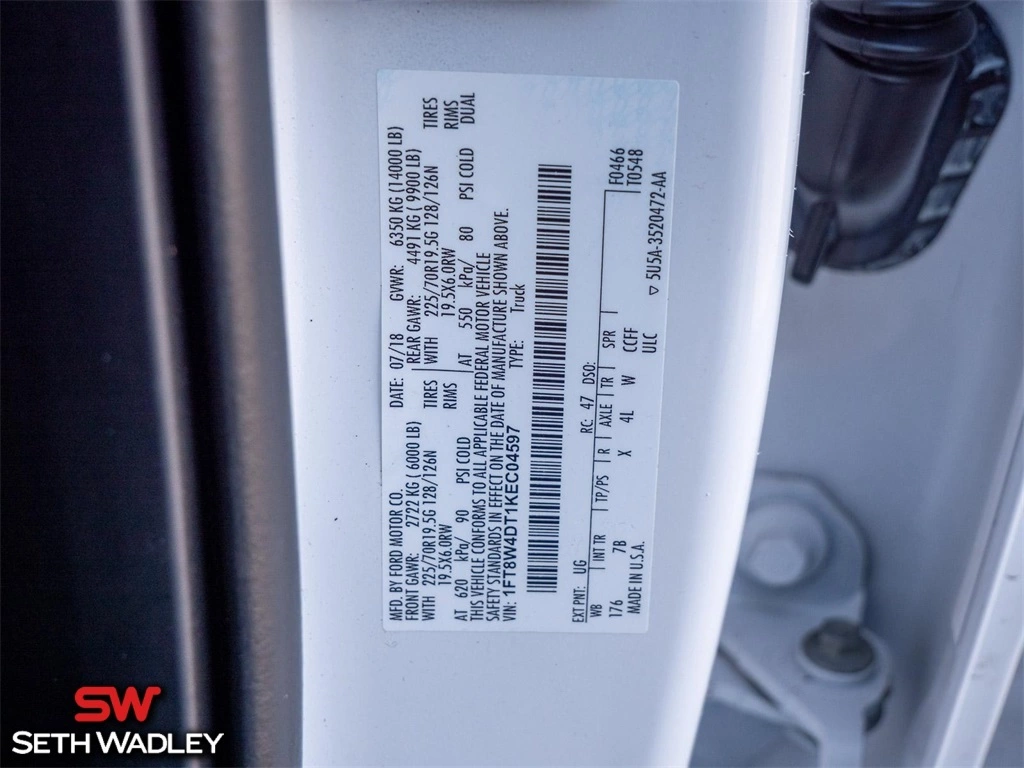 MFD. BY FORD MOTOR CO.
DATE: 07/18 GVWR: 6350 KG (14000 LB)
FRONT GAWR: 2722 KG ( 6000 LB) REAR GAWR: 4491 KG ( 9900 LB)
WITH 225/70R19.5G 128/126N TIRES WITH 225/70R19.5G 128/126N TIRES
19.5X6.0RW RIMS 19.5X6.0RW RIMS
AT 620 kPa/ 90 PSI COLD AT 550 kPa/ 80 PSI COLD DUAL
THIS VEHICLE CONFORMS TO ALL APPLICABLE FEDERAL MOTOR VEHICLE
SAFETY STANDARDS IN EFFECT ON THE DATE OF MANUFACTURE SHOWN ABOVE.
VIN: 1FT8W4DT1KEC04597 TYPE: Truck
EXT PNT: UG RC: 47 DSO: F0466
WB INT TR TP/PS R AXLE TR SPR T0548
176 7B X 4L W CCFF
MADE IN U.S.A. ULC ▽ 5U5A-3520472-AA
SW
SETH WADLEY